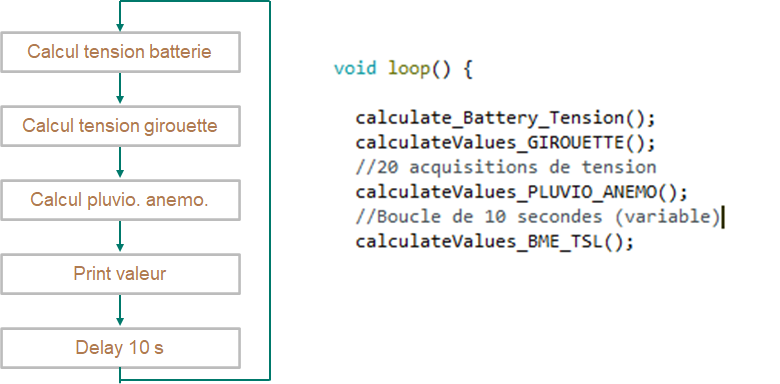 Calcul tension batterie
Calcul tension girouette
Calcul pluvio. anemo.
Print valeur
Delay 10 s
void loop() {
calculate_Battery_Tension();
calculateValues_GIROUETTE();
//20 acquisitions de tension
calculateValues_PLUVIO_ANEMO();
//Boucle de 10 secondes (variable)
calculateValues_BME_TSL();